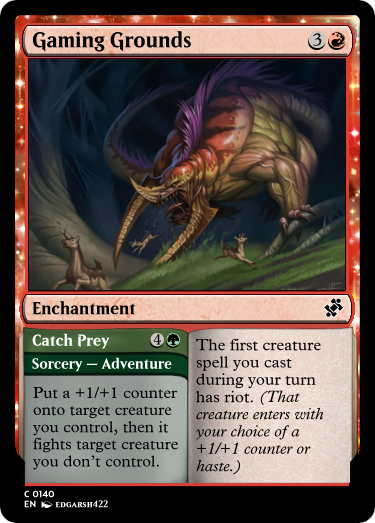 Gaming Grounds 3
Enchantment
Catch Prey 4
Sorcery — Adventure
Put a +1/+1 counter
onto target creature
you control, then it
fights target creature
you don't control.
The first creature
spell you cast
during your turn
has riot. (That
creature enters with
your choice of a
+1/+1 counter or
haste.)
C 0140
EN EDGARSH422